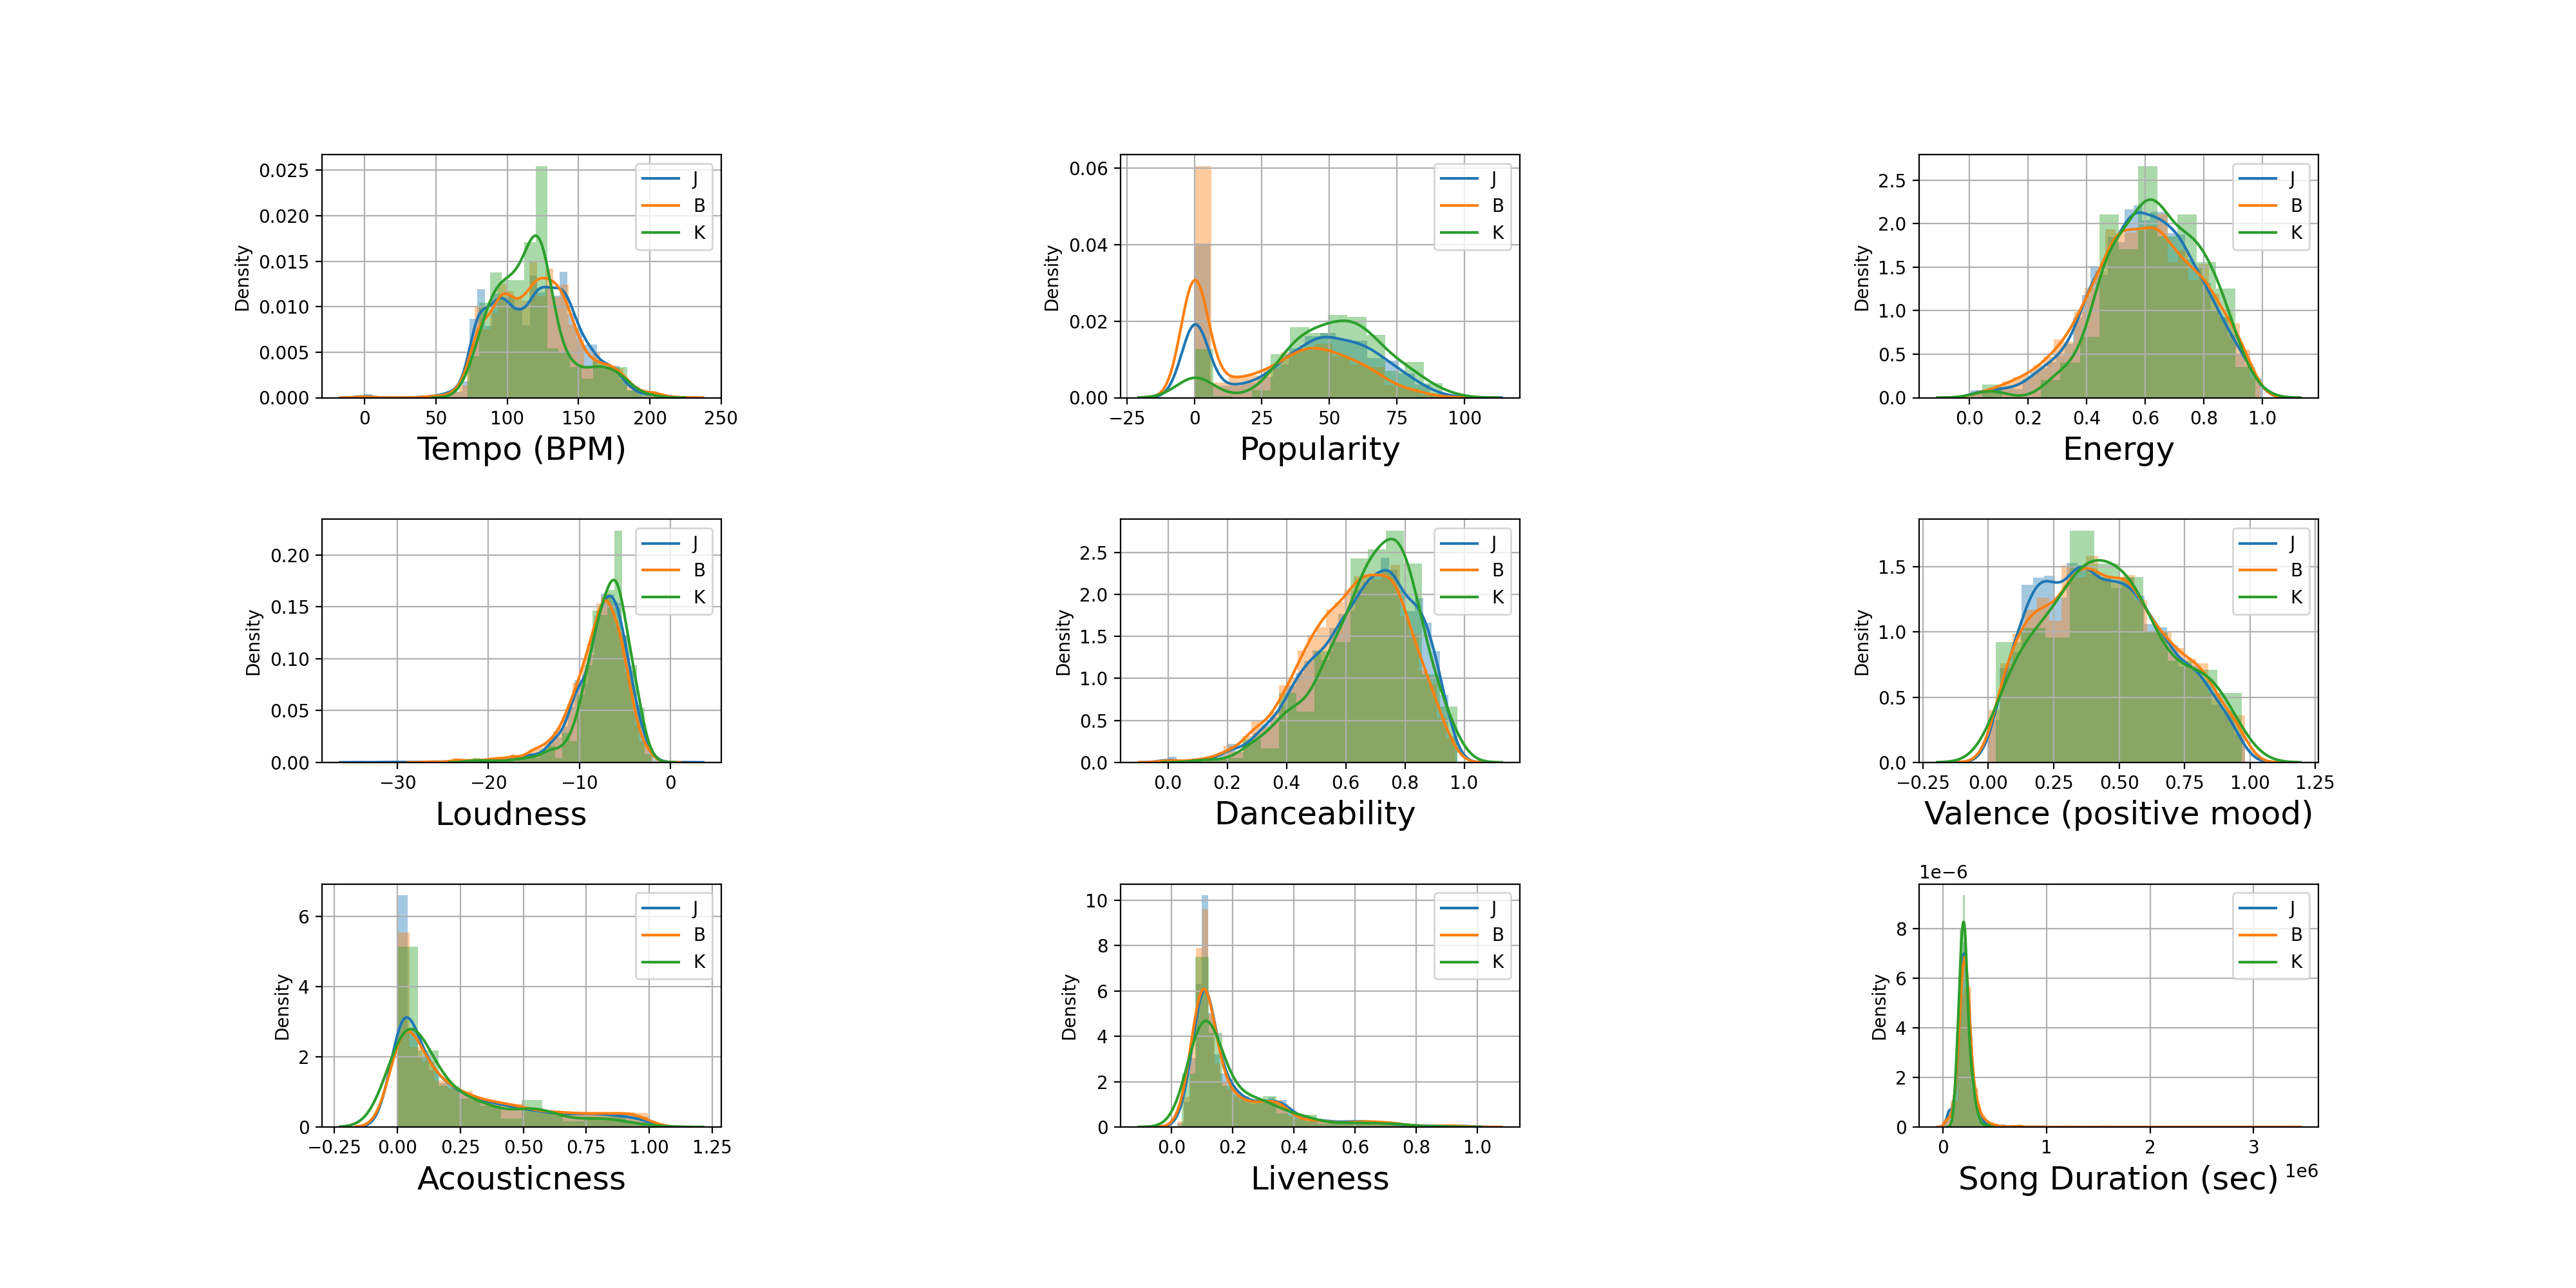 0.025
0.020
0.015
0.010
0.005
0.000
Density
0 50 100 150 200 250
Tempo (BPM)
J
B
K
0.06
0.04
0.02
0.00
Density
−25 0 25 50 75 100
Popularity
J
B
K
2.5
2.0
1.5
1.0
0.5
0.0
Density
0.0 0.2 0.4 0.6 0.8 1.0
Energy
J
B
K
0.20
0.15
0.10
0.05
0.00
Density
−30 −20 −10 0
Loudness
J
B
K
2.5
2.0
1.5
1.0
0.5
0.0
Density
0.0 0.2 0.4 0.6 0.8 1.0
Danceability
J
B
K
1.5
1.0
0.5
0.0
Density
−0.25 0.00 0.25 0.50 0.75 1.00 1.25
Valence (positive mood)
J
B
K
6
4
2
0
Density
−0.25 0.00 0.25 0.50 0.75 1.00 1.25
Acousticness
J
B
K
10
8
6
4
2
0
Density
0.0 0.2 0.4 0.6 0.8 1.0
Liveness
J
B
K
1e−6
8
6
4
2
0
Density
0 1 2 3
Song Duration (sec) 1e6
J
B
K